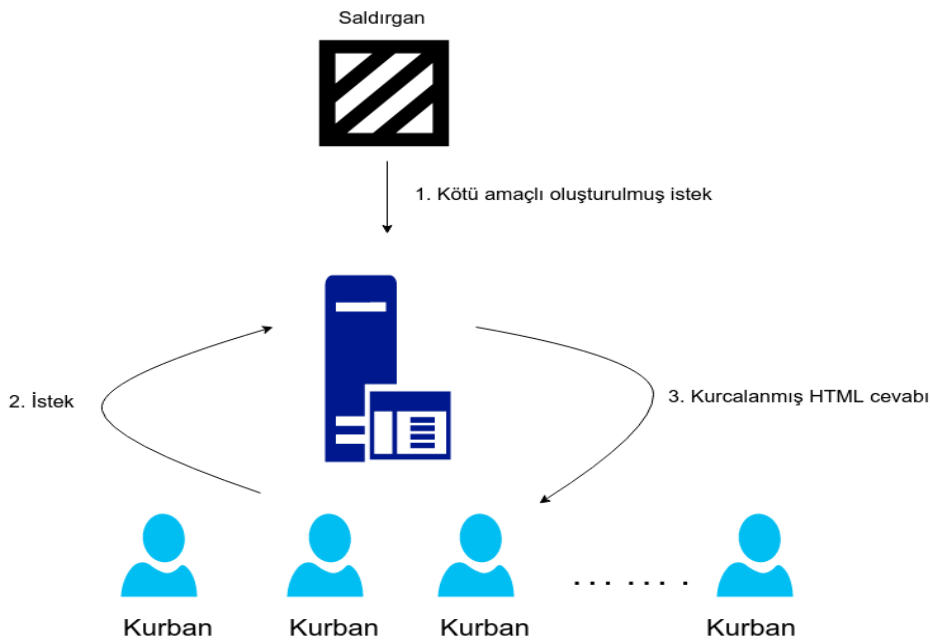 Saldırgan
1. Kötü amaçlı oluşturulmuş istek
2. İstek
3. Kurcalanmış HTML cevabı
Kurban
Kurban
Kurban
Kurban